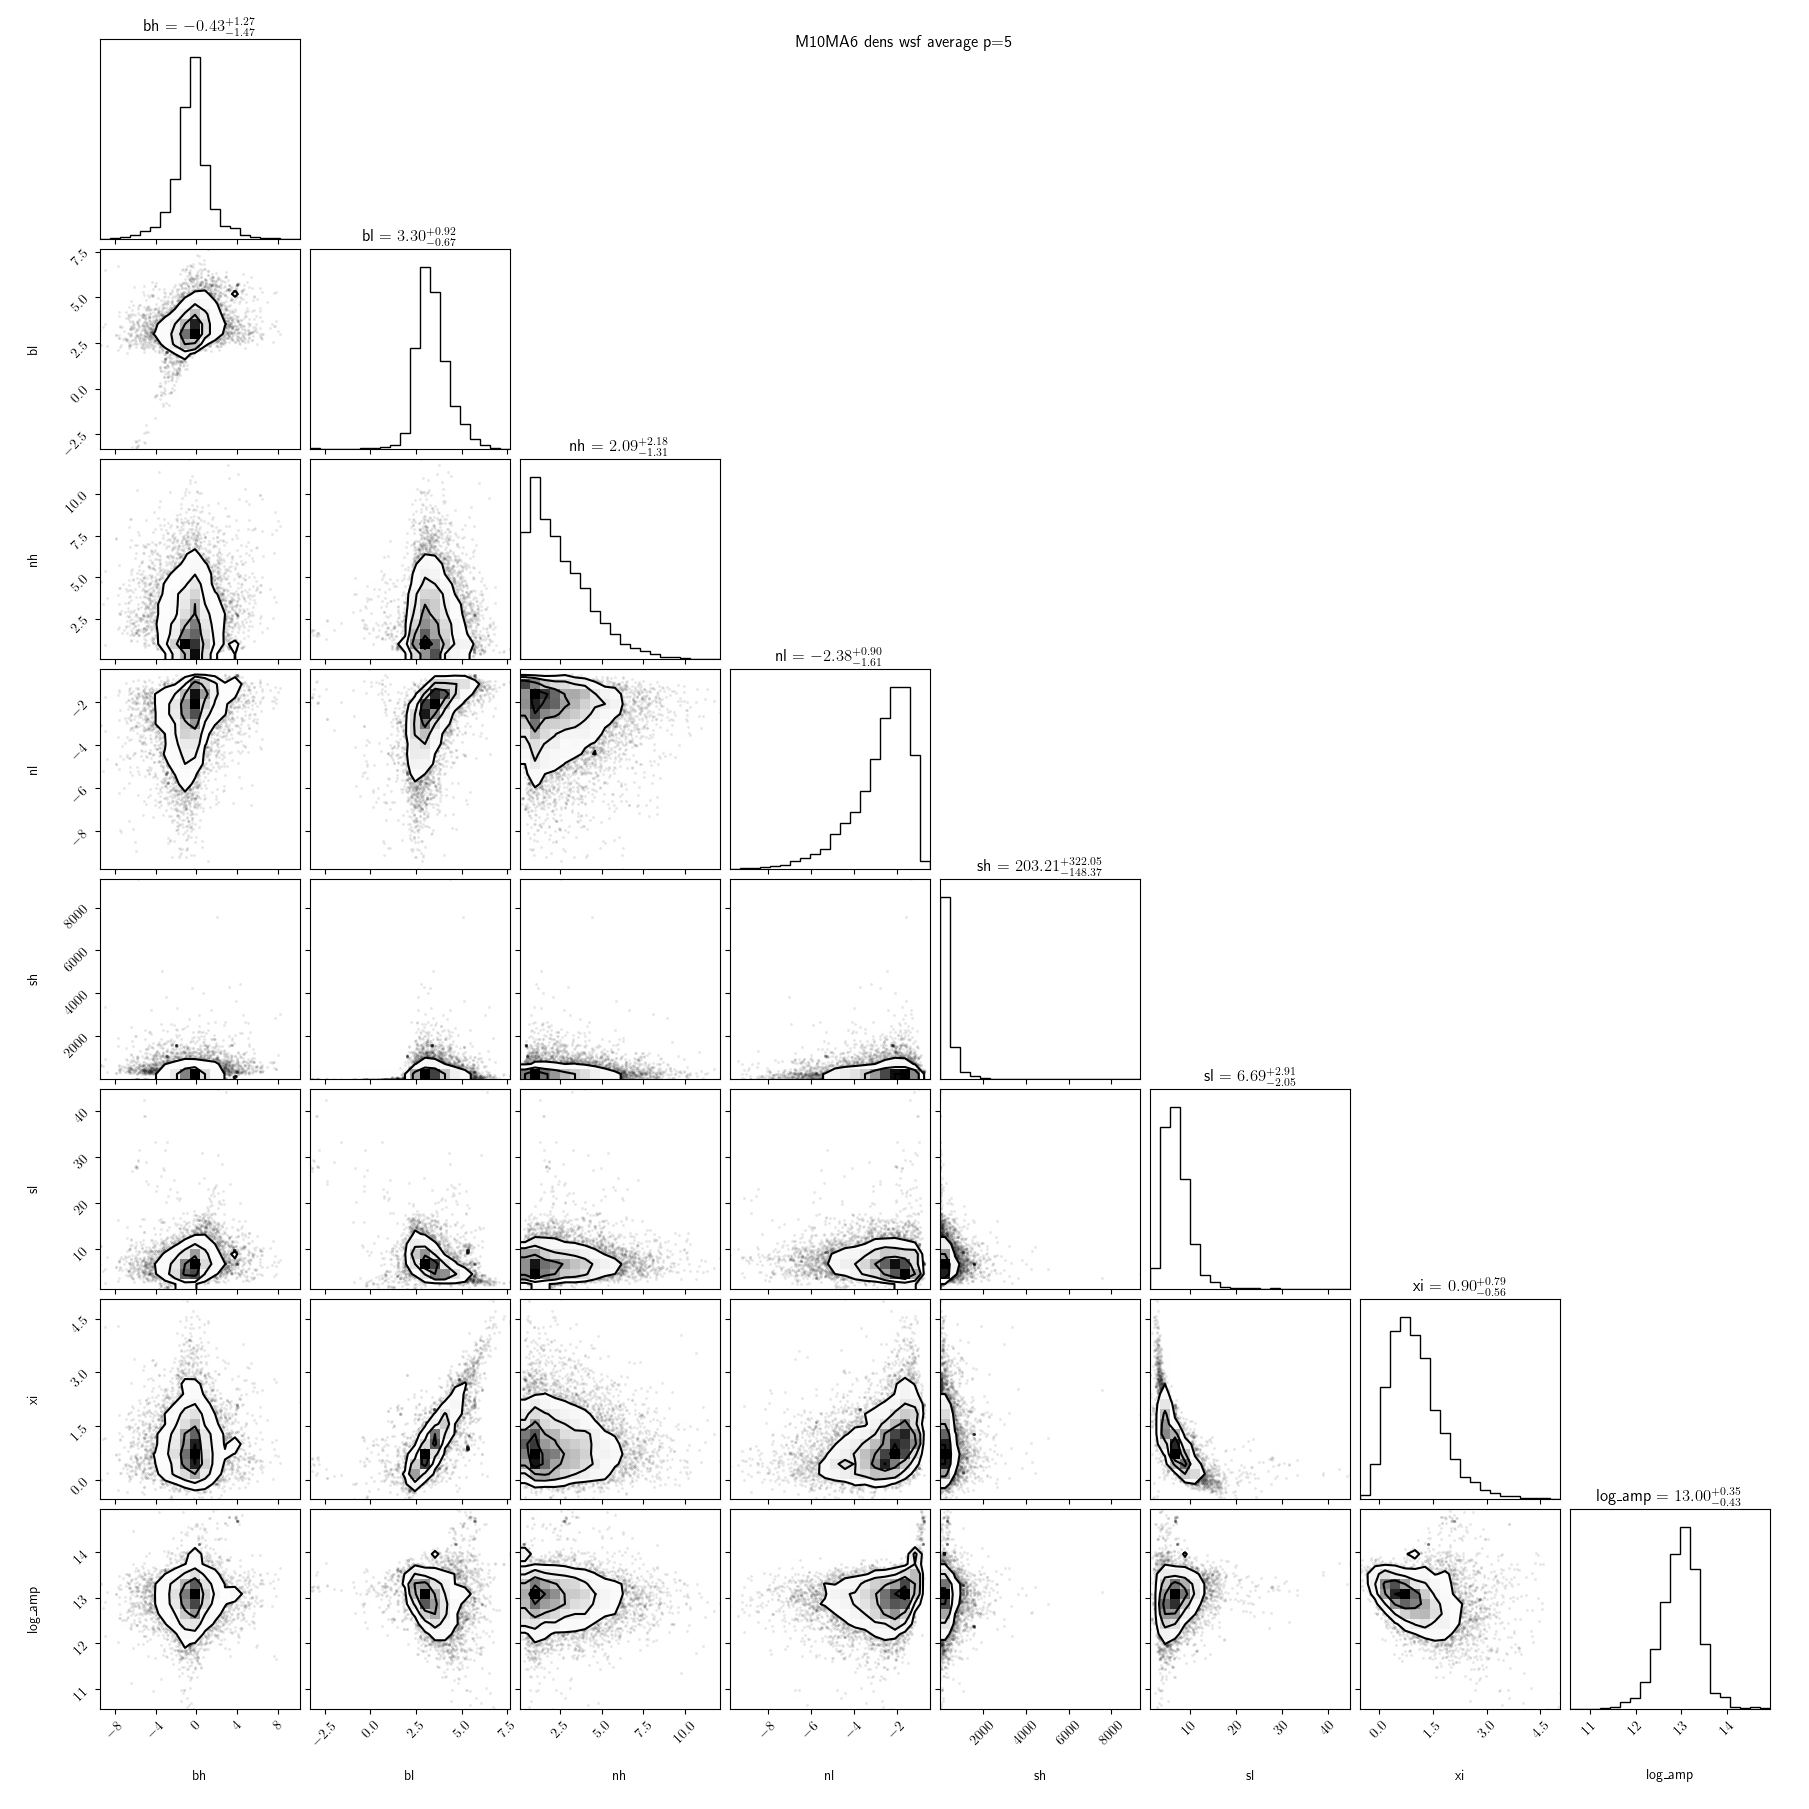 M10MA6 dens wsf average p=5
bh = −0.43 +1.27 −1.47
bl = 3.30 +0.92 −0.67
7.5
5.0
2.5
0.0
−2.5
bl
nh = 2.09 +2.18 −1.31
10.0
7.5
5.0
2.5
nh
nl = −2.38 +0.90 −1.61
−2
−4
−6
−8
nl
sh = 203.21 +322.05 −148.37
8000
6000
4000
2000
sh
sl = 6.69 +2.91 −2.05
40
30
20
10
sl
xi = 0.90 +0.79 −0.56
4.5
3.0
1.5
0.0
xi
log_amp = 13.00 +0.35 −0.43
14
13
12
11
log_amp
−8 −4 0 4 8
−2.5 0.0 2.5 5.0 7.5
2.5 5.0 7.5 10.0
−8 −6 −4 −2
2000 4000 6000 8000
10 20 30 40
0.0 1.5 3.0 4.5
11 12 13 14
bh bl nh nl sh sl xi log_amp